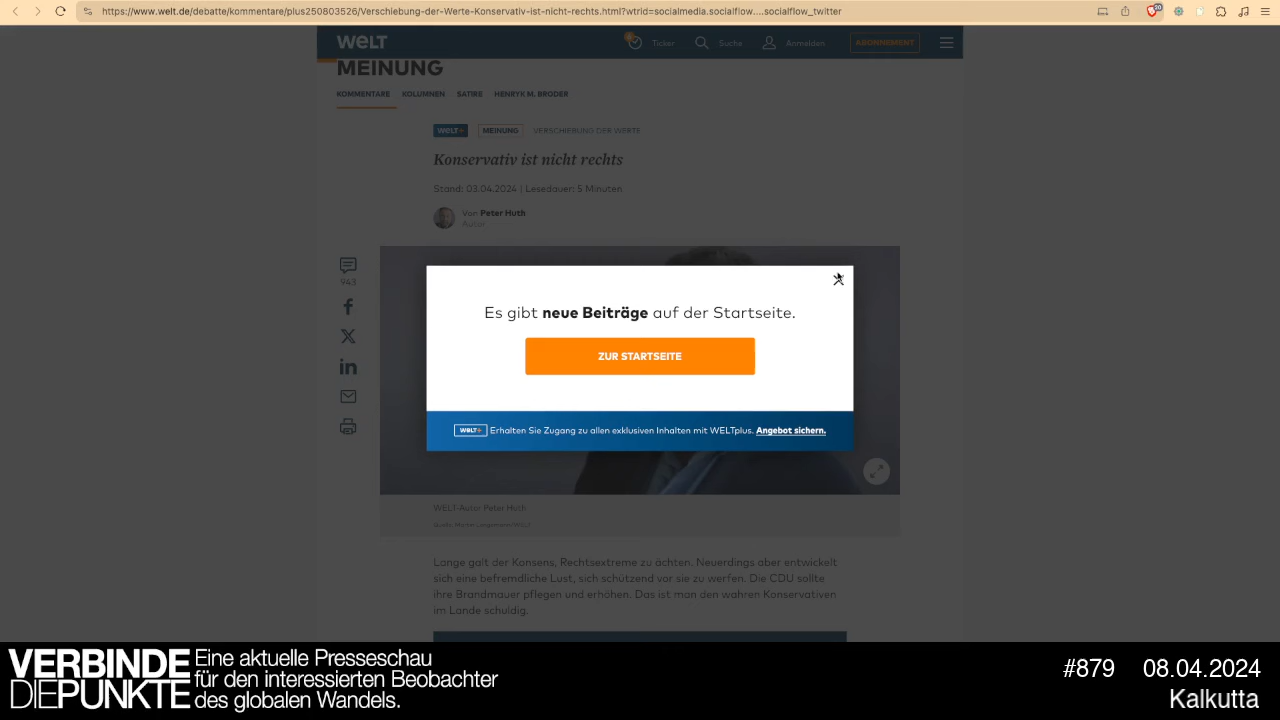 https://www.welt.de/debatte/kommentare/plus250803526/Verschiebung-der-Werte-Konservativ-ist-nicht-rechts.html?wtrid=socialmedia.socialflow....socialflow_twitter
20
WELT
Ticker
Suche
Anmelden
ABONNEMENT
MEINUNG
KOMMENTARE KOLUMNEN SATIRE HENRYK M. BRODER
WELT+ MEINUNG VERSCHIEBUNG DER WERTE
Konservativ ist nicht rechts
Stand: 03.04.2024 | Lesedauer: 5 Minuten
Von Peter Huth
Autor
943
Es gibt neue Beiträge auf der Startseite.
ZUR STARTSEITE
WELT+ Erhalten Sie Zugang zu allen exklusiven Inhalten mit WELTplus. Angebot sichern.
WELT-Autor Peter Huth
Lange galt der Konsens, Rechtsextreme zu ächten. Neuerdings aber entwickelt
sich eine befremdliche Lust, sich schützend vor sie zu werfen. Die CDU sollte
ihre Brandmauer pflegen und erhöhen. Das ist man den wahren Konservativen
im Lande schuldig.
VERBINDE
DIEPUNKTE
Eine aktuelle Presseschau
für den interessierten Beobachter
des globalen Wandels.
#879 08.04.2024
Kalkutta